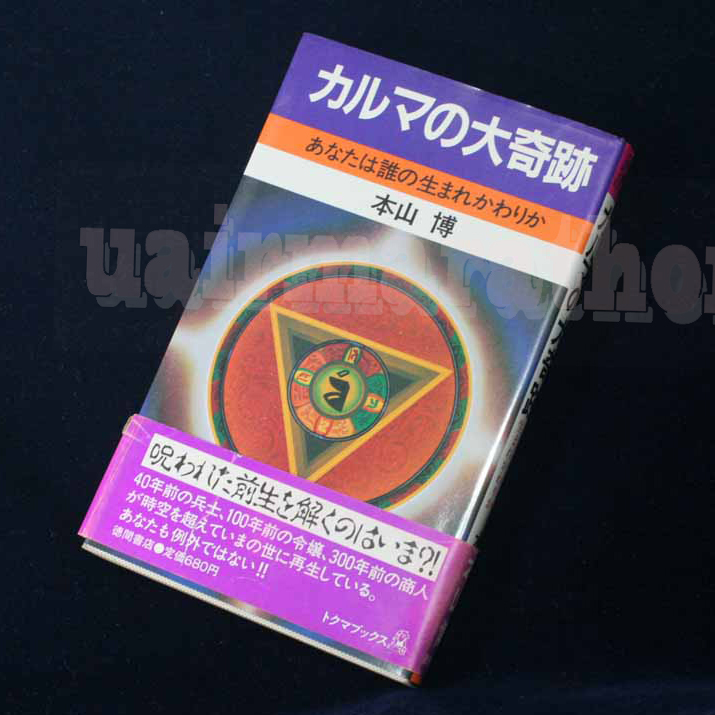 カルマの大奇跡
あなたは誰の生まれかわりか
本山 博
呪われた前生を解くのはいま?!
40年前の兵士、100年前の令嬢、300年前の商人
が時空を超えていまの世に再生している。
あなたも例外ではない!!
徳間書店●定価680円
トクマブックス